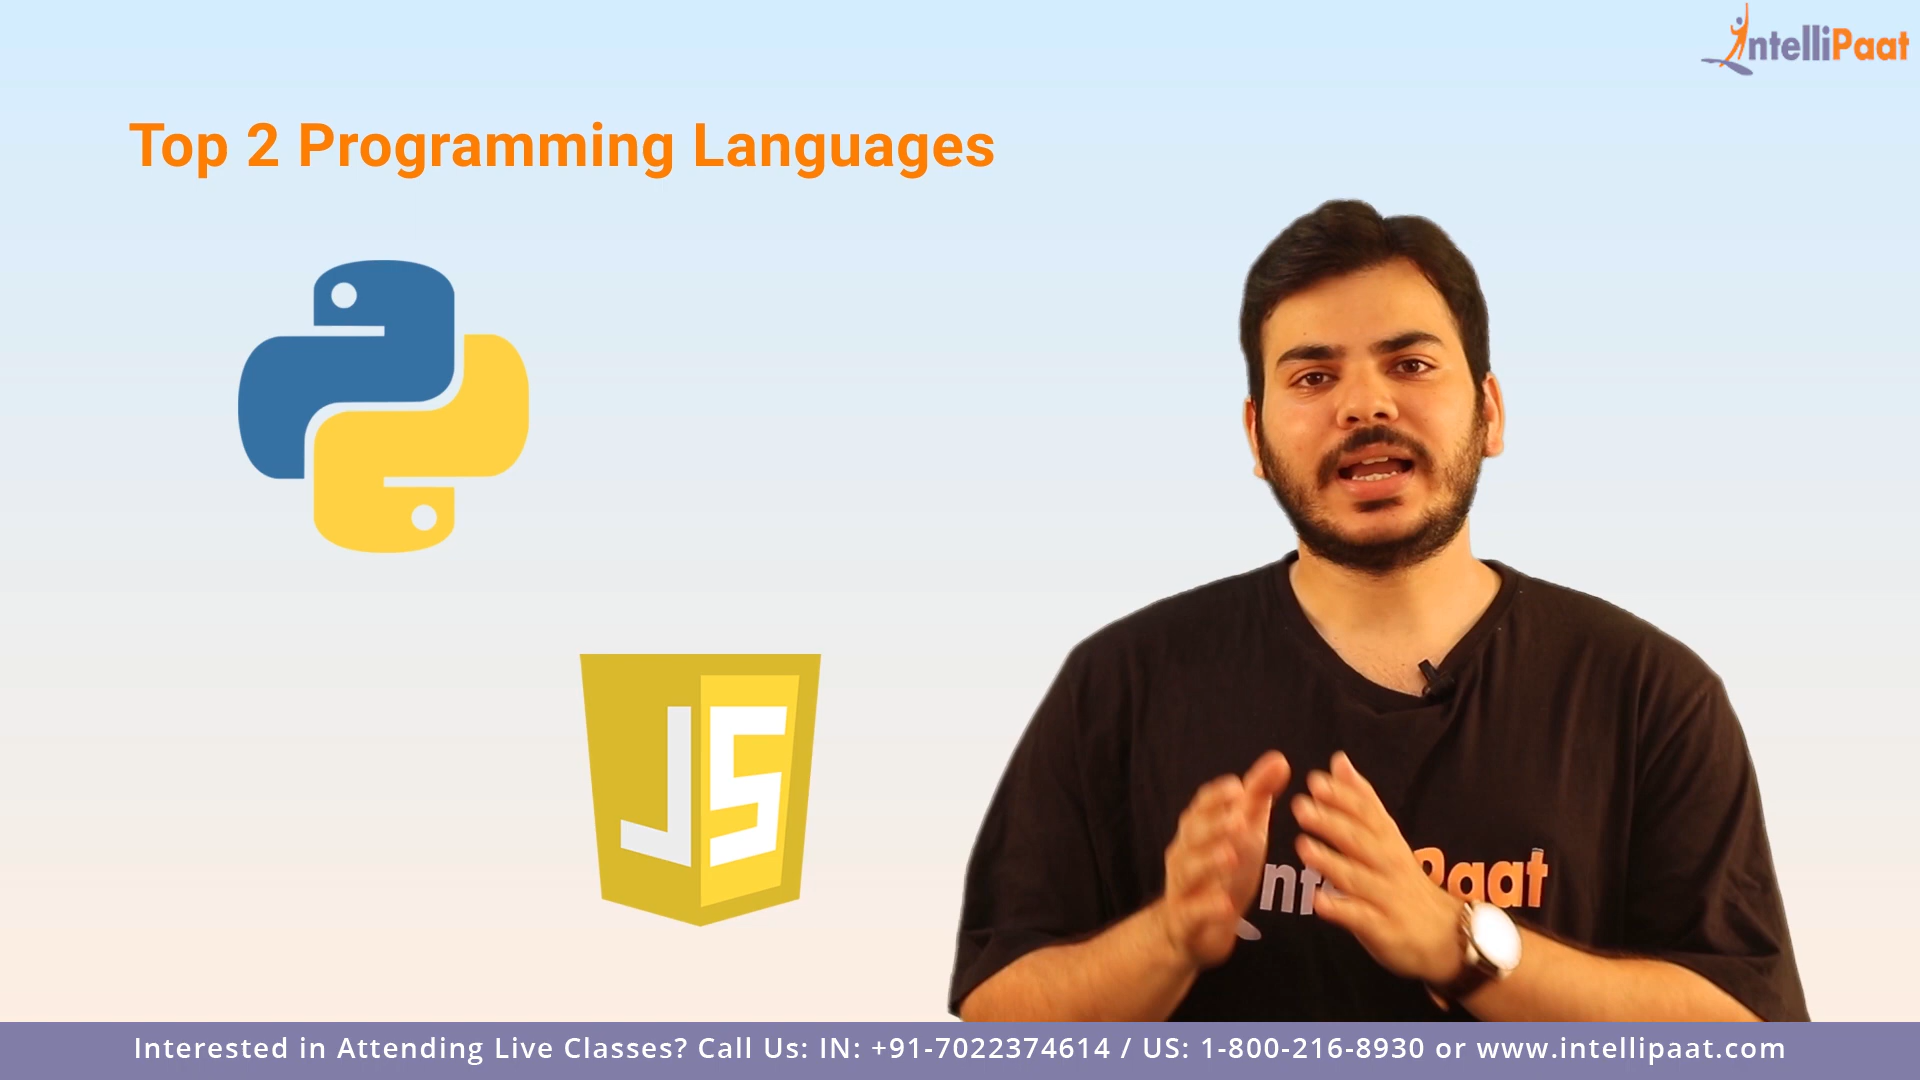 IntelliPaat
Top 2 Programming Languages
JS
Paat
Interested in Attending Live Classes? Call Us: IN: +91-7022374614 / US: 1-800-216-8930 or www.intellipaat.com